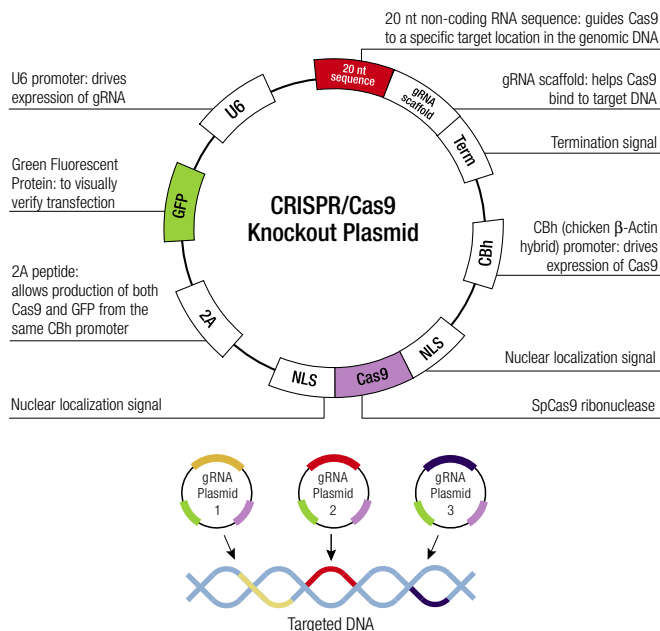 20 nt non-coding RNA sequence: guides Cas9
to a specific target location in the genomic DNA
U6 promoter: drives
expression of gRNA
20 nt
sequence
gRNA
scaffold
gRNA scaffold: helps Cas9
bind to target DNA
U6
Term
Termination signal
Green Fluorescent
Protein: to visually
verify transfection
GFP
CRISPR/Cas9
Knockout Plasmid
CBh
CBh (chicken β-Actin
hybrid) promoter: drives
expression of Cas9
2A peptide:
allows production of both
Cas9 and GFP from the
same CBh promoter
2A
NLS
Cas9
NLS
Nuclear localization signal
Nuclear localization signal
SpCas9 ribonuclease
gRNA
Plasmid
1
gRNA
Plasmid
2
gRNA
Plasmid
3
Targeted DNA